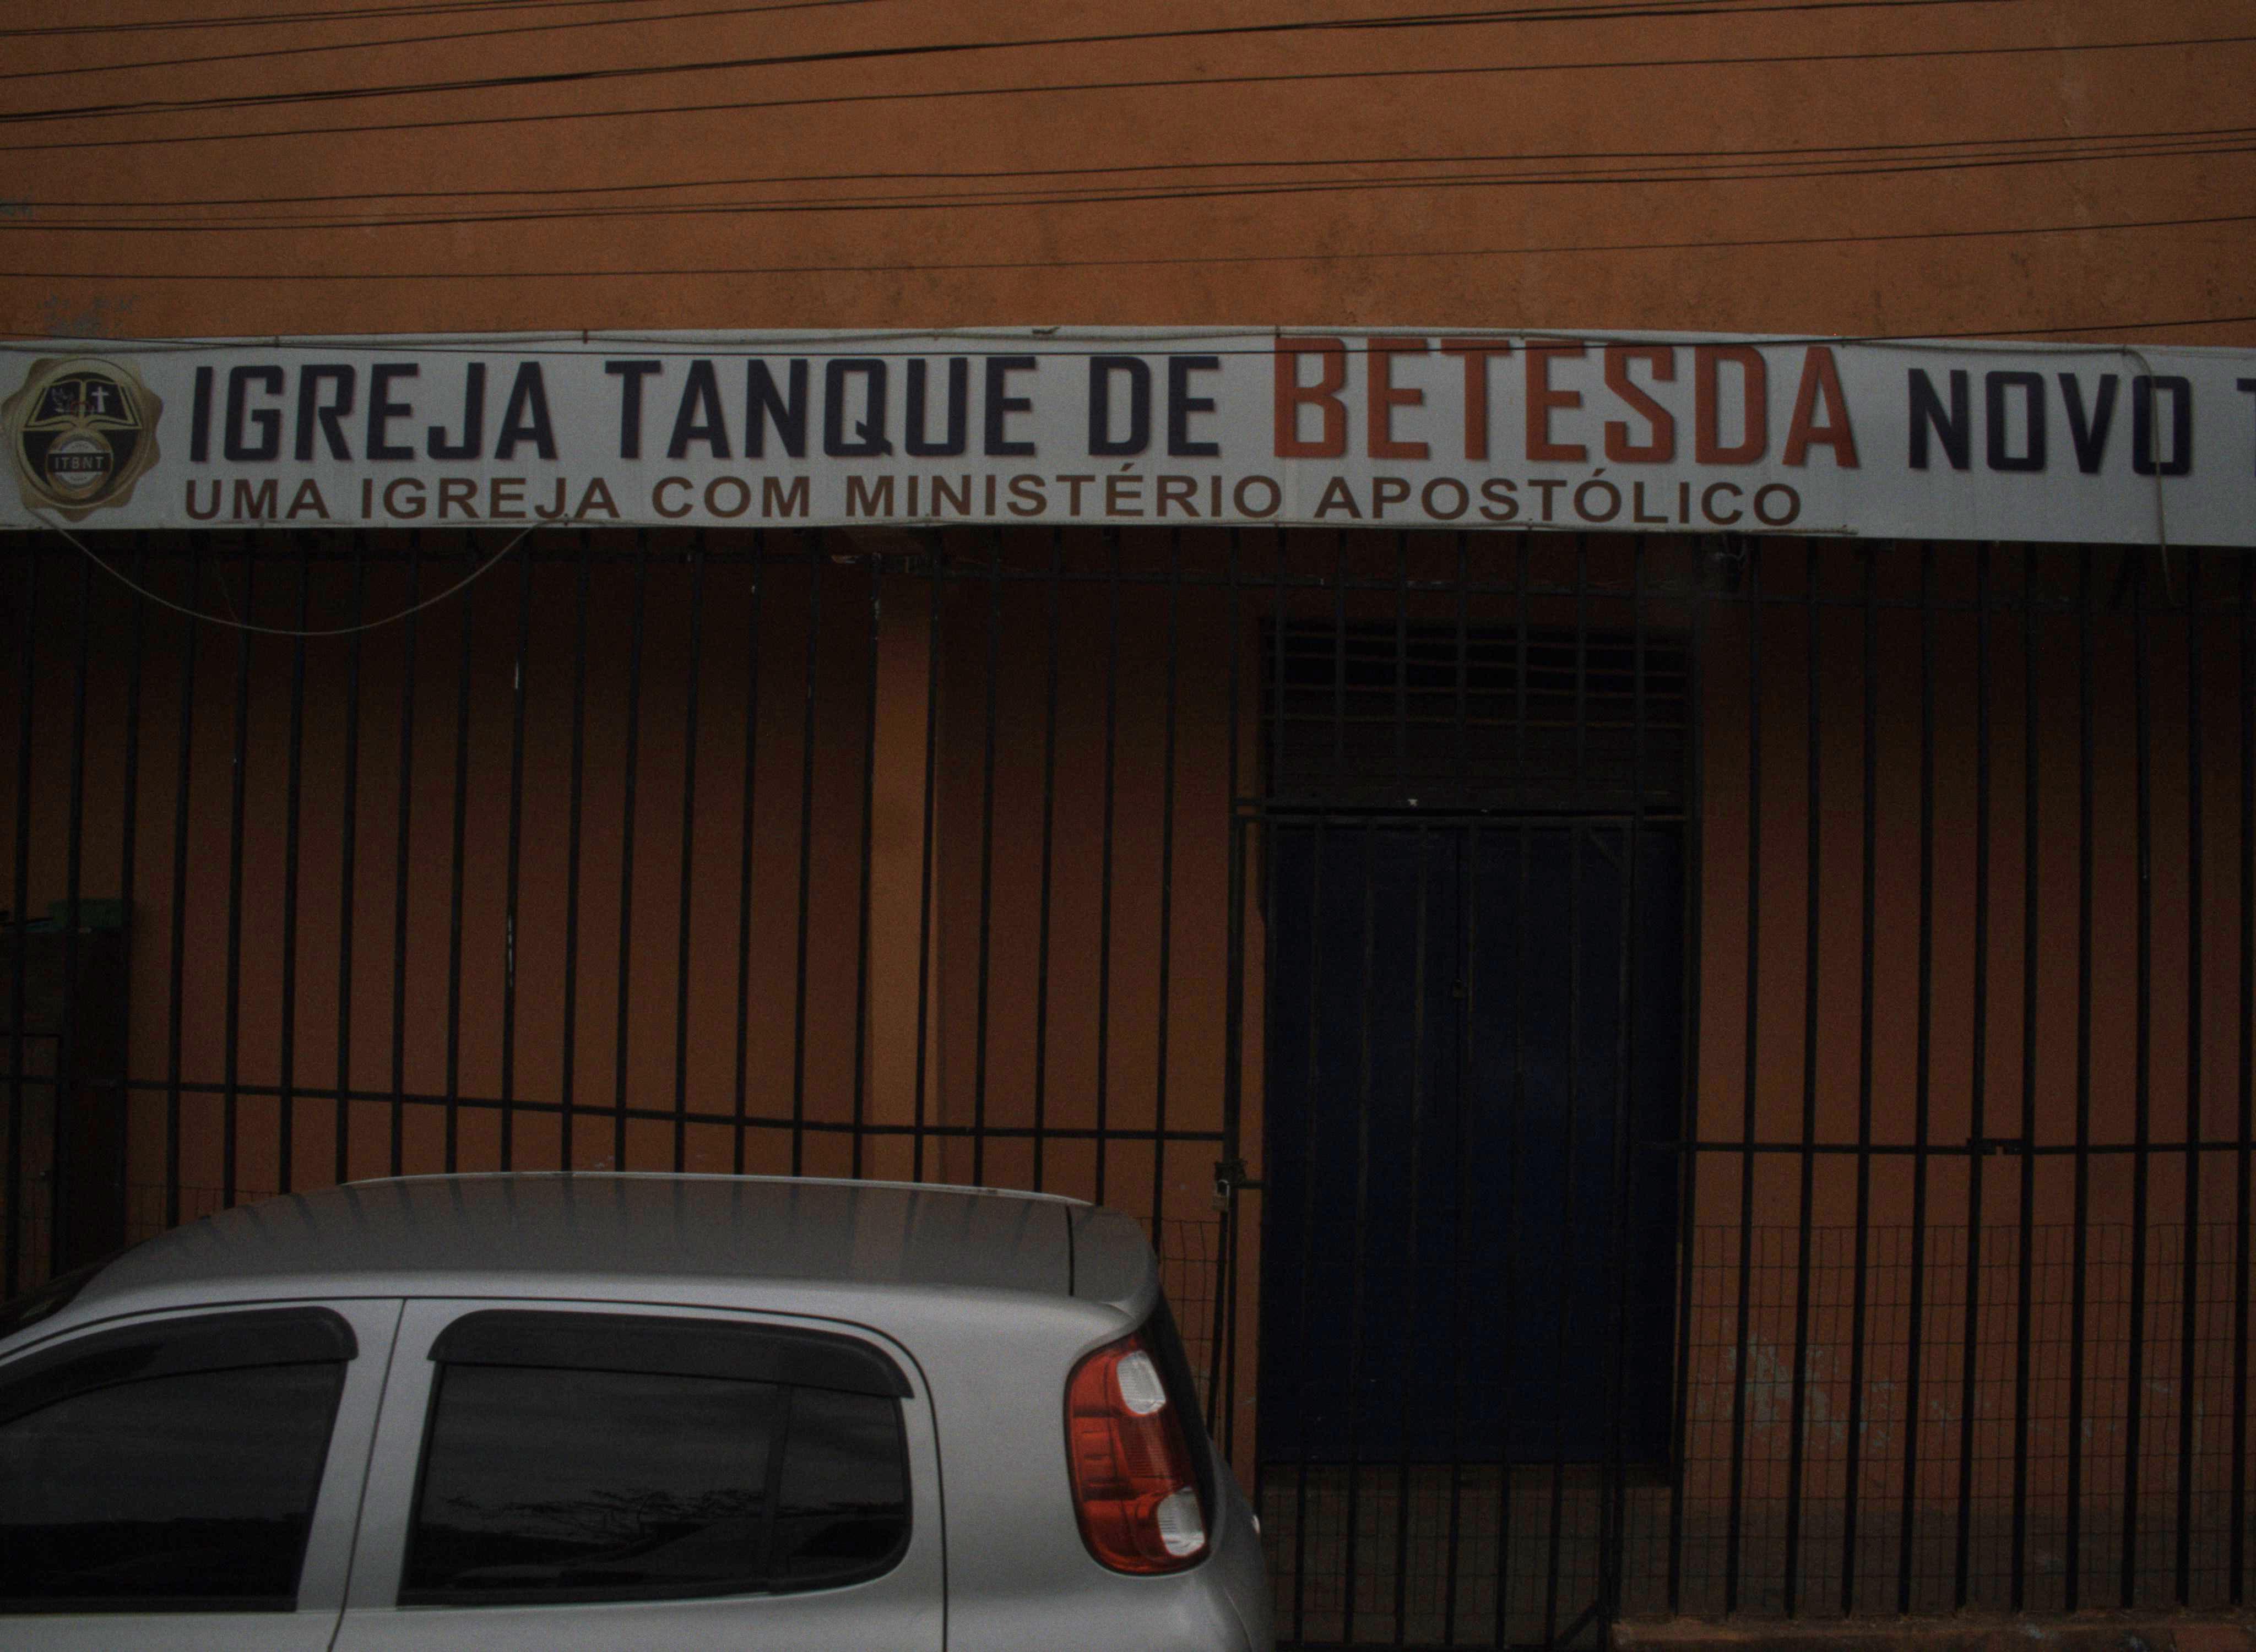 IGREJA TANQUE DE BETESDA NOVO T
UMA IGREJA COM MINISTÉRIO APOSTÓLICO
ITBNT